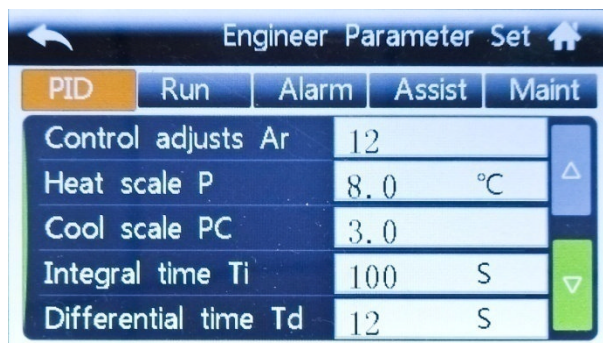 Engineer Parameter Set
PID Run Alarm Assist Maint
Control adjusts Ar 12
Heat scale P 8.0 °C
Cool scale PC 3.0
Integral time Ti 100 S
Differential time Td 12 S